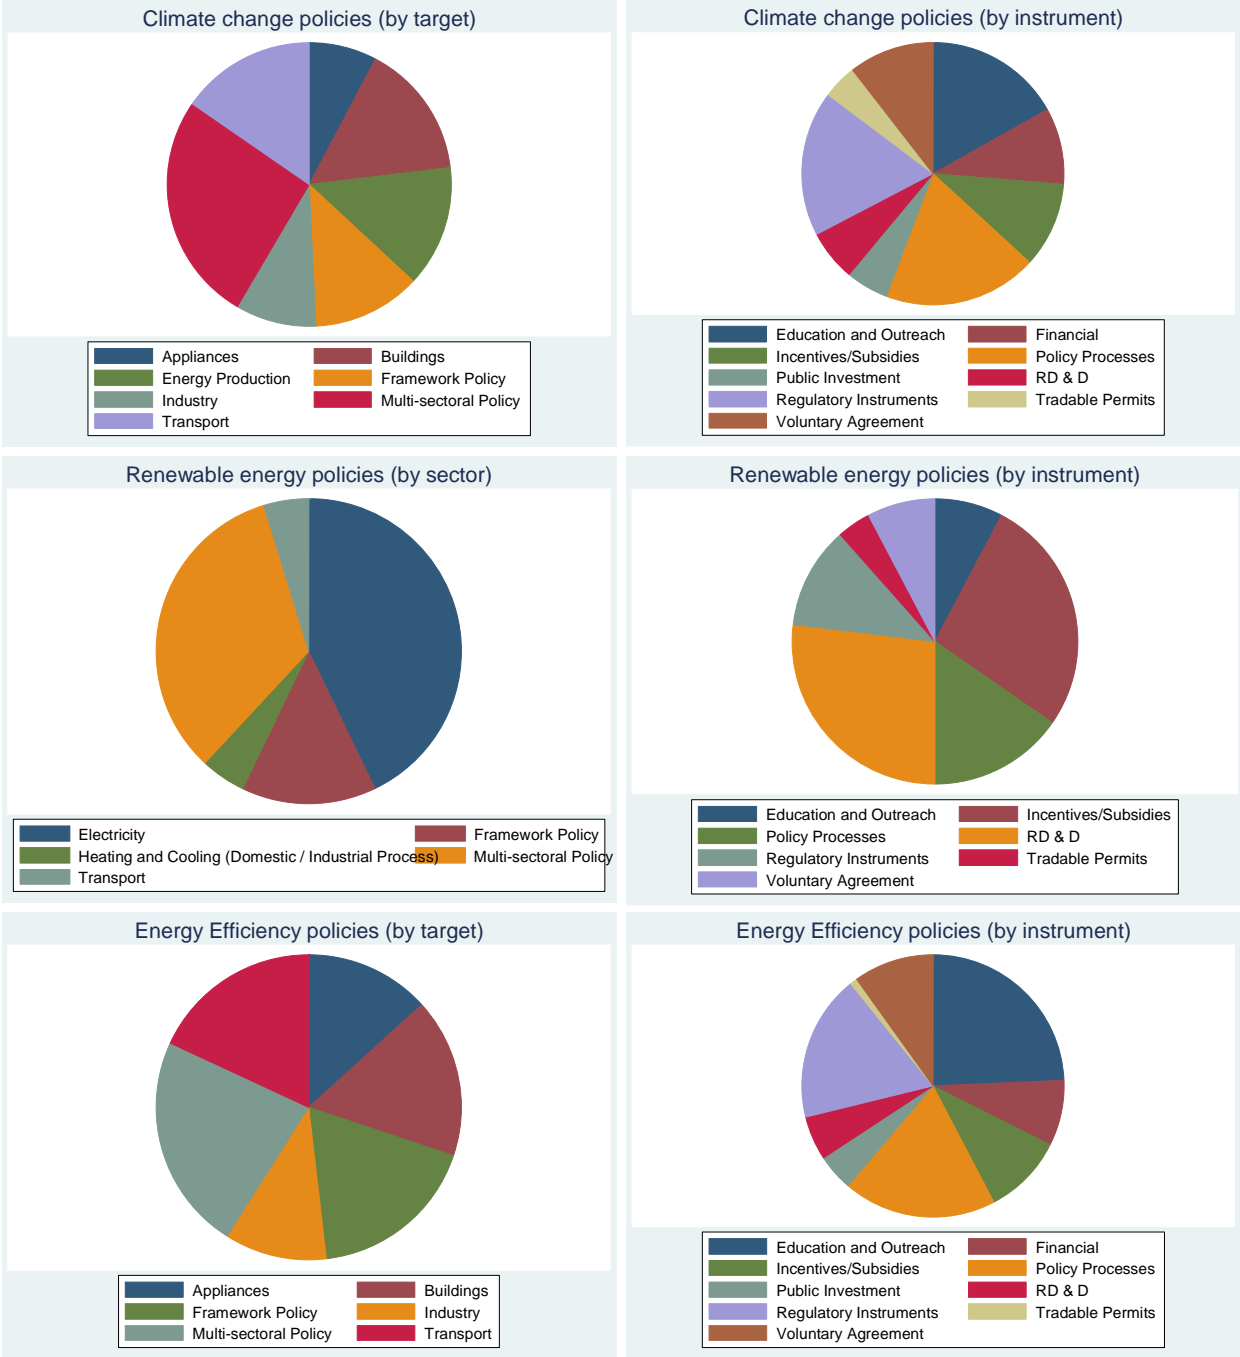 Climate change policies (by target)
Appliances Buildings
Energy Production Framework Policy
Industry Multi-sectoral Policy
Transport
Climate change policies (by instrument)
Education and Outreach Financial
Incentives/Subsidies Policy Processes
Public Investment RD & D
Regulatory Instruments Tradable Permits
Voluntary Agreement
Renewable energy policies (by sector)
Electricity Framework Policy
Heating and Cooling (Domestic / Industrial Process) Multi-sectoral Policy
Transport
Renewable energy policies (by instrument)
Education and Outreach Incentives/Subsidies
Policy Processes RD & D
Regulatory Instruments Tradable Permits
Voluntary Agreement
Energy Efficiency policies (by target)
Appliances Buildings
Framework Policy Industry
Multi-sectoral Policy Transport
Energy Efficiency policies (by instrument)
Education and Outreach Financial
Incentives/Subsidies Policy Processes
Public Investment RD & D
Regulatory Instruments Tradable Permits
Voluntary Agreement